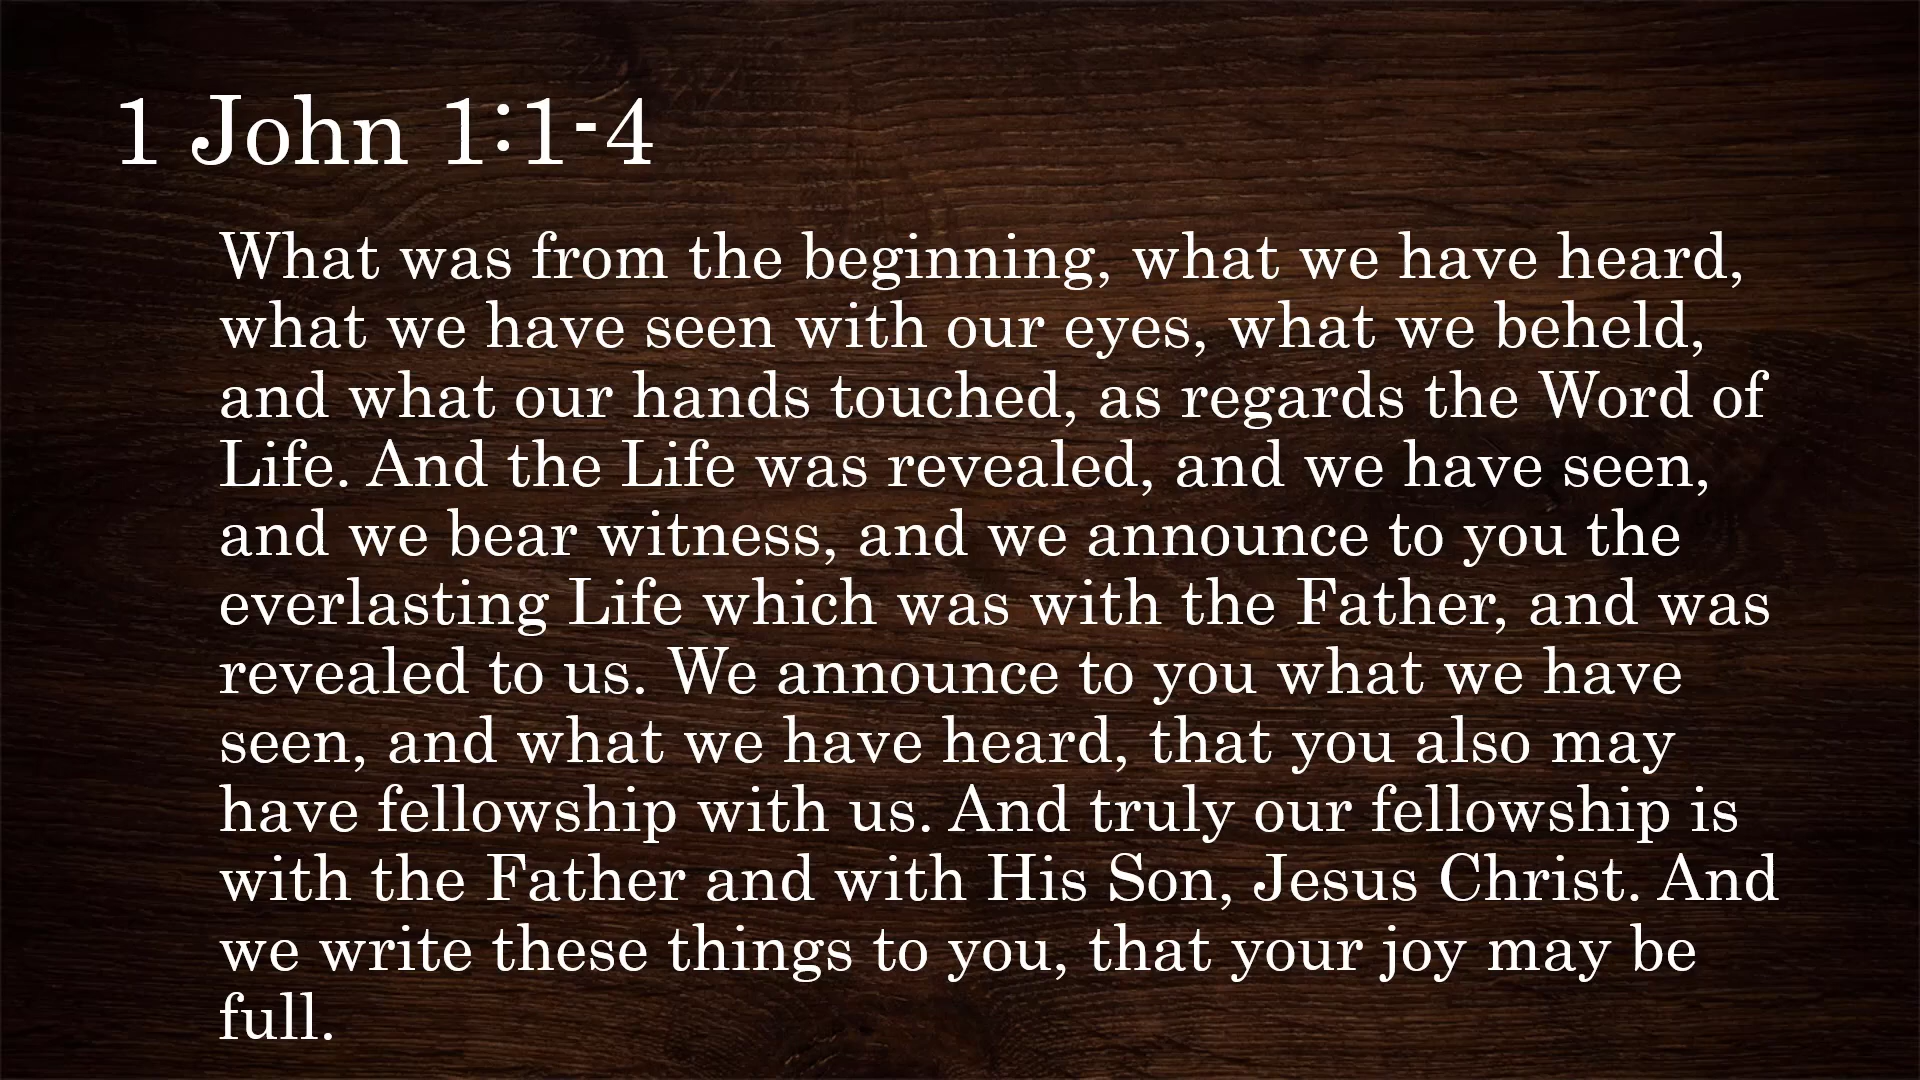 1 John 1:1-4
What was from the beginning, what we have heard,
what we have seen with our eyes, what we beheld,
and what our hands touched, as regards the Word of
Life. And the Life was revealed, and we have seen,
and we bear witness, and we announce to you the
everlasting Life which was with the Father, and was
revealed to us. We announce to you what we have
seen, and what we have heard, that you also may
have fellowship with us. And truly our fellowship is
with the Father and with His Son, Jesus Christ. And
we write these things to you, that your joy may be
full.